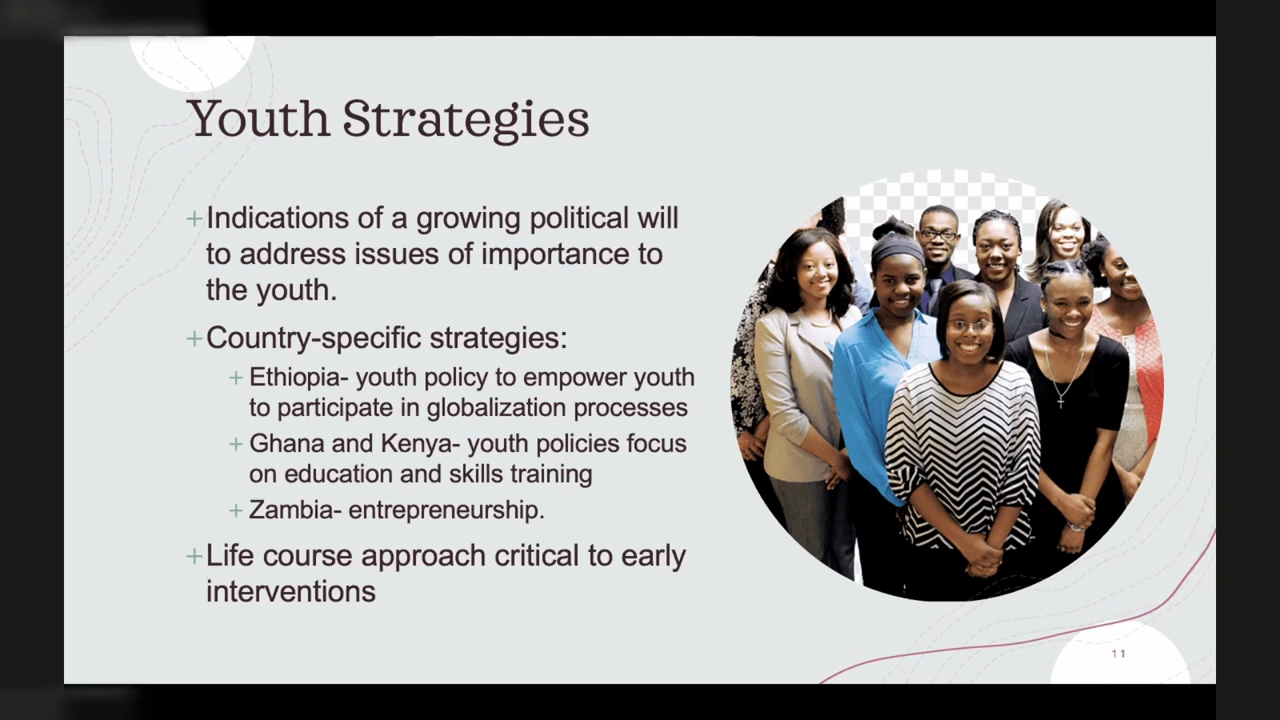 Youth Strategies
+Indications of a growing political will
to address issues of importance to
the youth.
+Country-specific strategies:
+ Ethiopia- youth policy to empower youth
to participate in globalization processes
+ Ghana and Kenya- youth policies focus
on education and skills training
+ Zambia- entrepreneurship.
+Life course approach critical to early
interventions
11